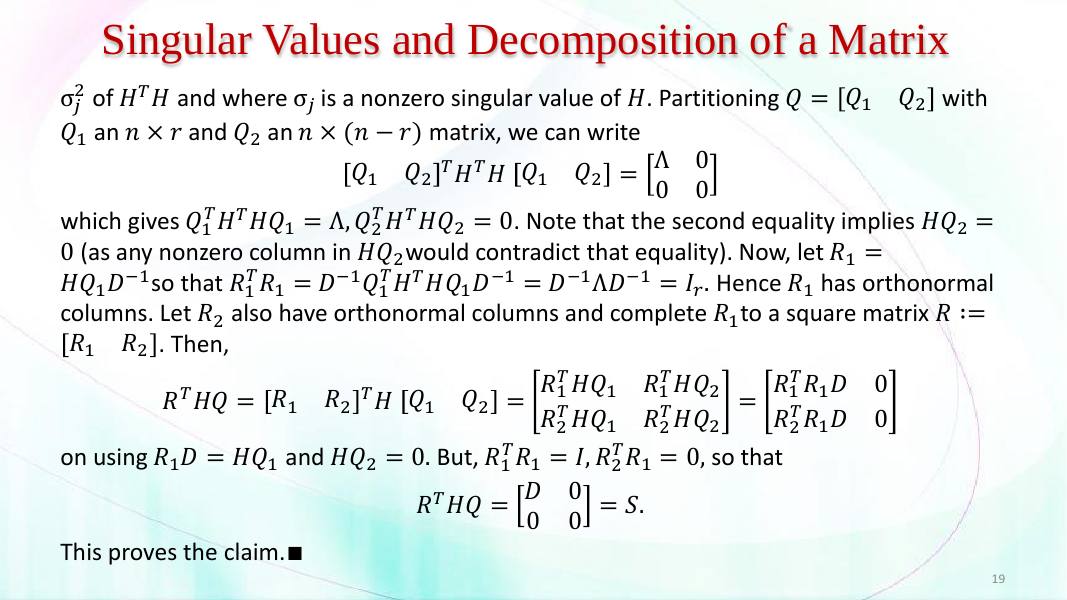 Singular Values and Decomposition of a Matrix
σ_j^2 of H^T H and where σ_j is a nonzero singular value of H. Partitioning Q = [Q_1 Q_2] with
Q_1 an n × r and Q_2 an n × (n − r) matrix, we can write
[Q_1 Q_2]^T H^T H [Q_1 Q_2] = [Λ 0; 0 0]
which gives Q_1^T H^T H Q_1 = Λ, Q_2^T H^T H Q_2 = 0. Note that the second equality implies HQ_2 =
0 (as any nonzero column in HQ_2 would contradict that equality). Now, let R_1 =
HQ_1 D^{−1} so that R_1^T R_1 = D^{−1} Q_1^T H^T H Q_1 D^{−1} = D^{−1} Λ D^{−1} = I_r. Hence R_1 has orthonormal
columns. Let R_2 also have orthonormal columns and complete R_1 to a square matrix R :=
[R_1 R_2]. Then,
R^T HQ = [R_1 R_2]^T H [Q_1 Q_2] = [R_1^T HQ_1 R_1^T HQ_2; R_2^T HQ_1 R_2^T HQ_2] = [R_1^T R_1 D 0; R_2^T R_1 D 0]
on using R_1 D = HQ_1 and HQ_2 = 0. But, R_1^T R_1 = I, R_2^T R_1 = 0, so that
R^T HQ = [D 0; 0 0] = S.
This proves the claim.■
19